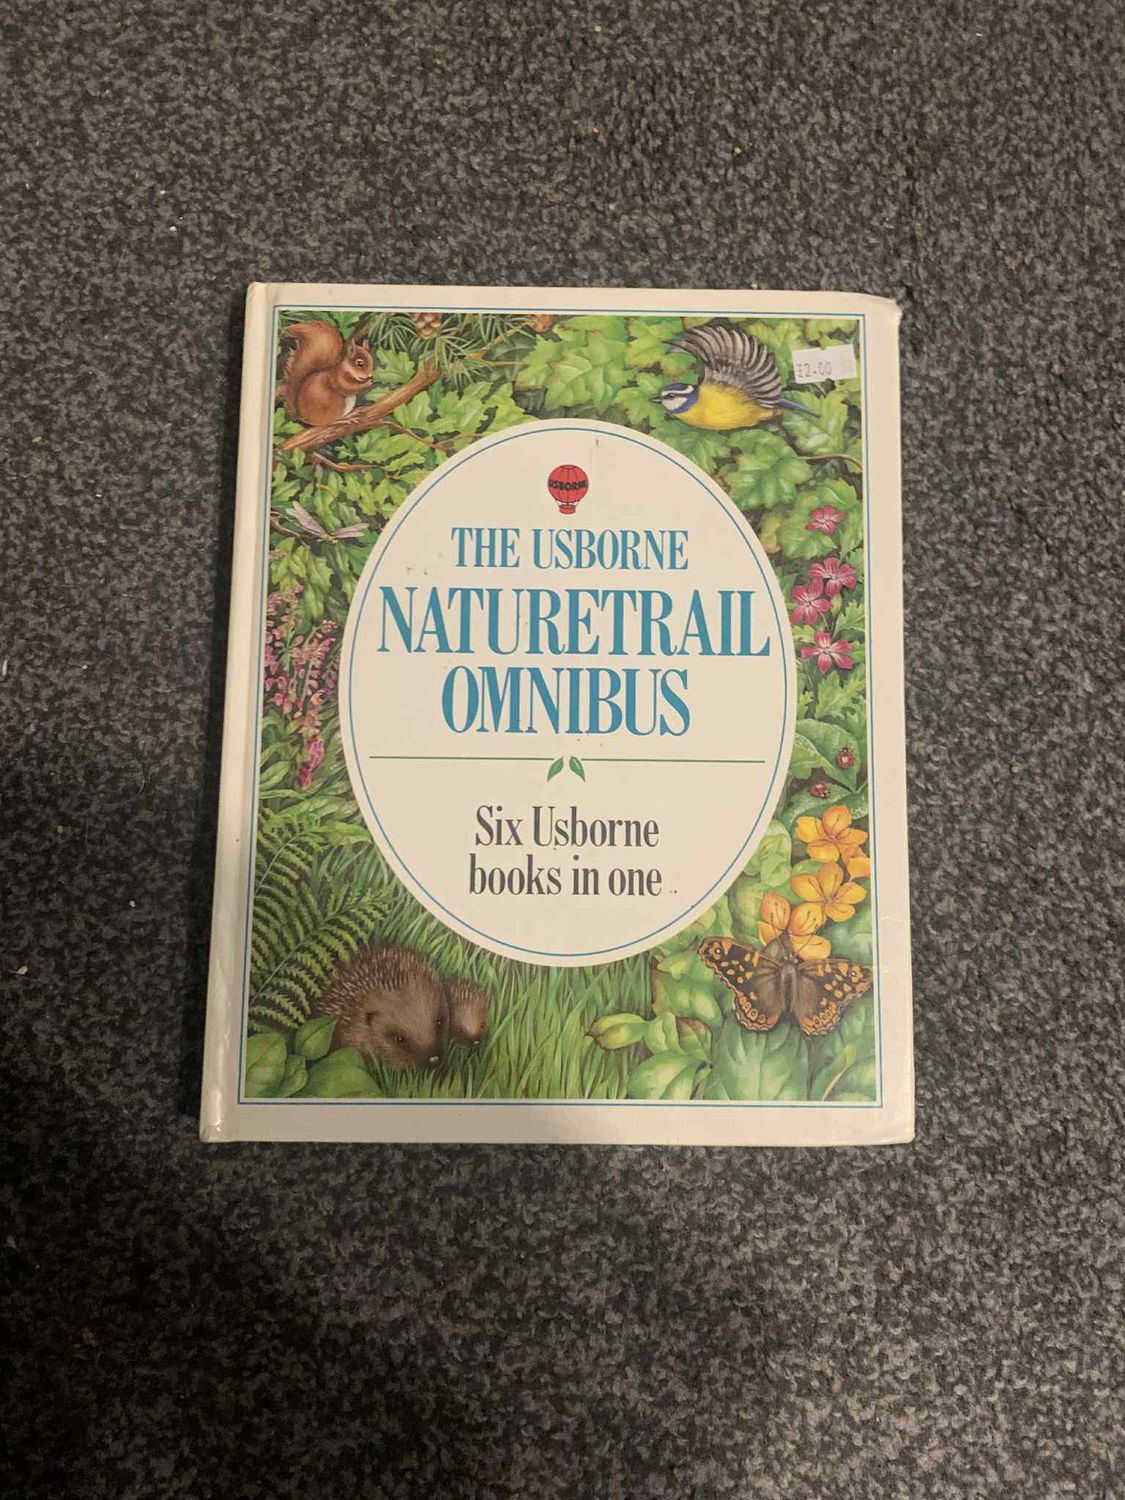 £2.00
USBORNE
THE USBORNE
NATURETRAIL
OMNIBUS
Six Usborne
books in one